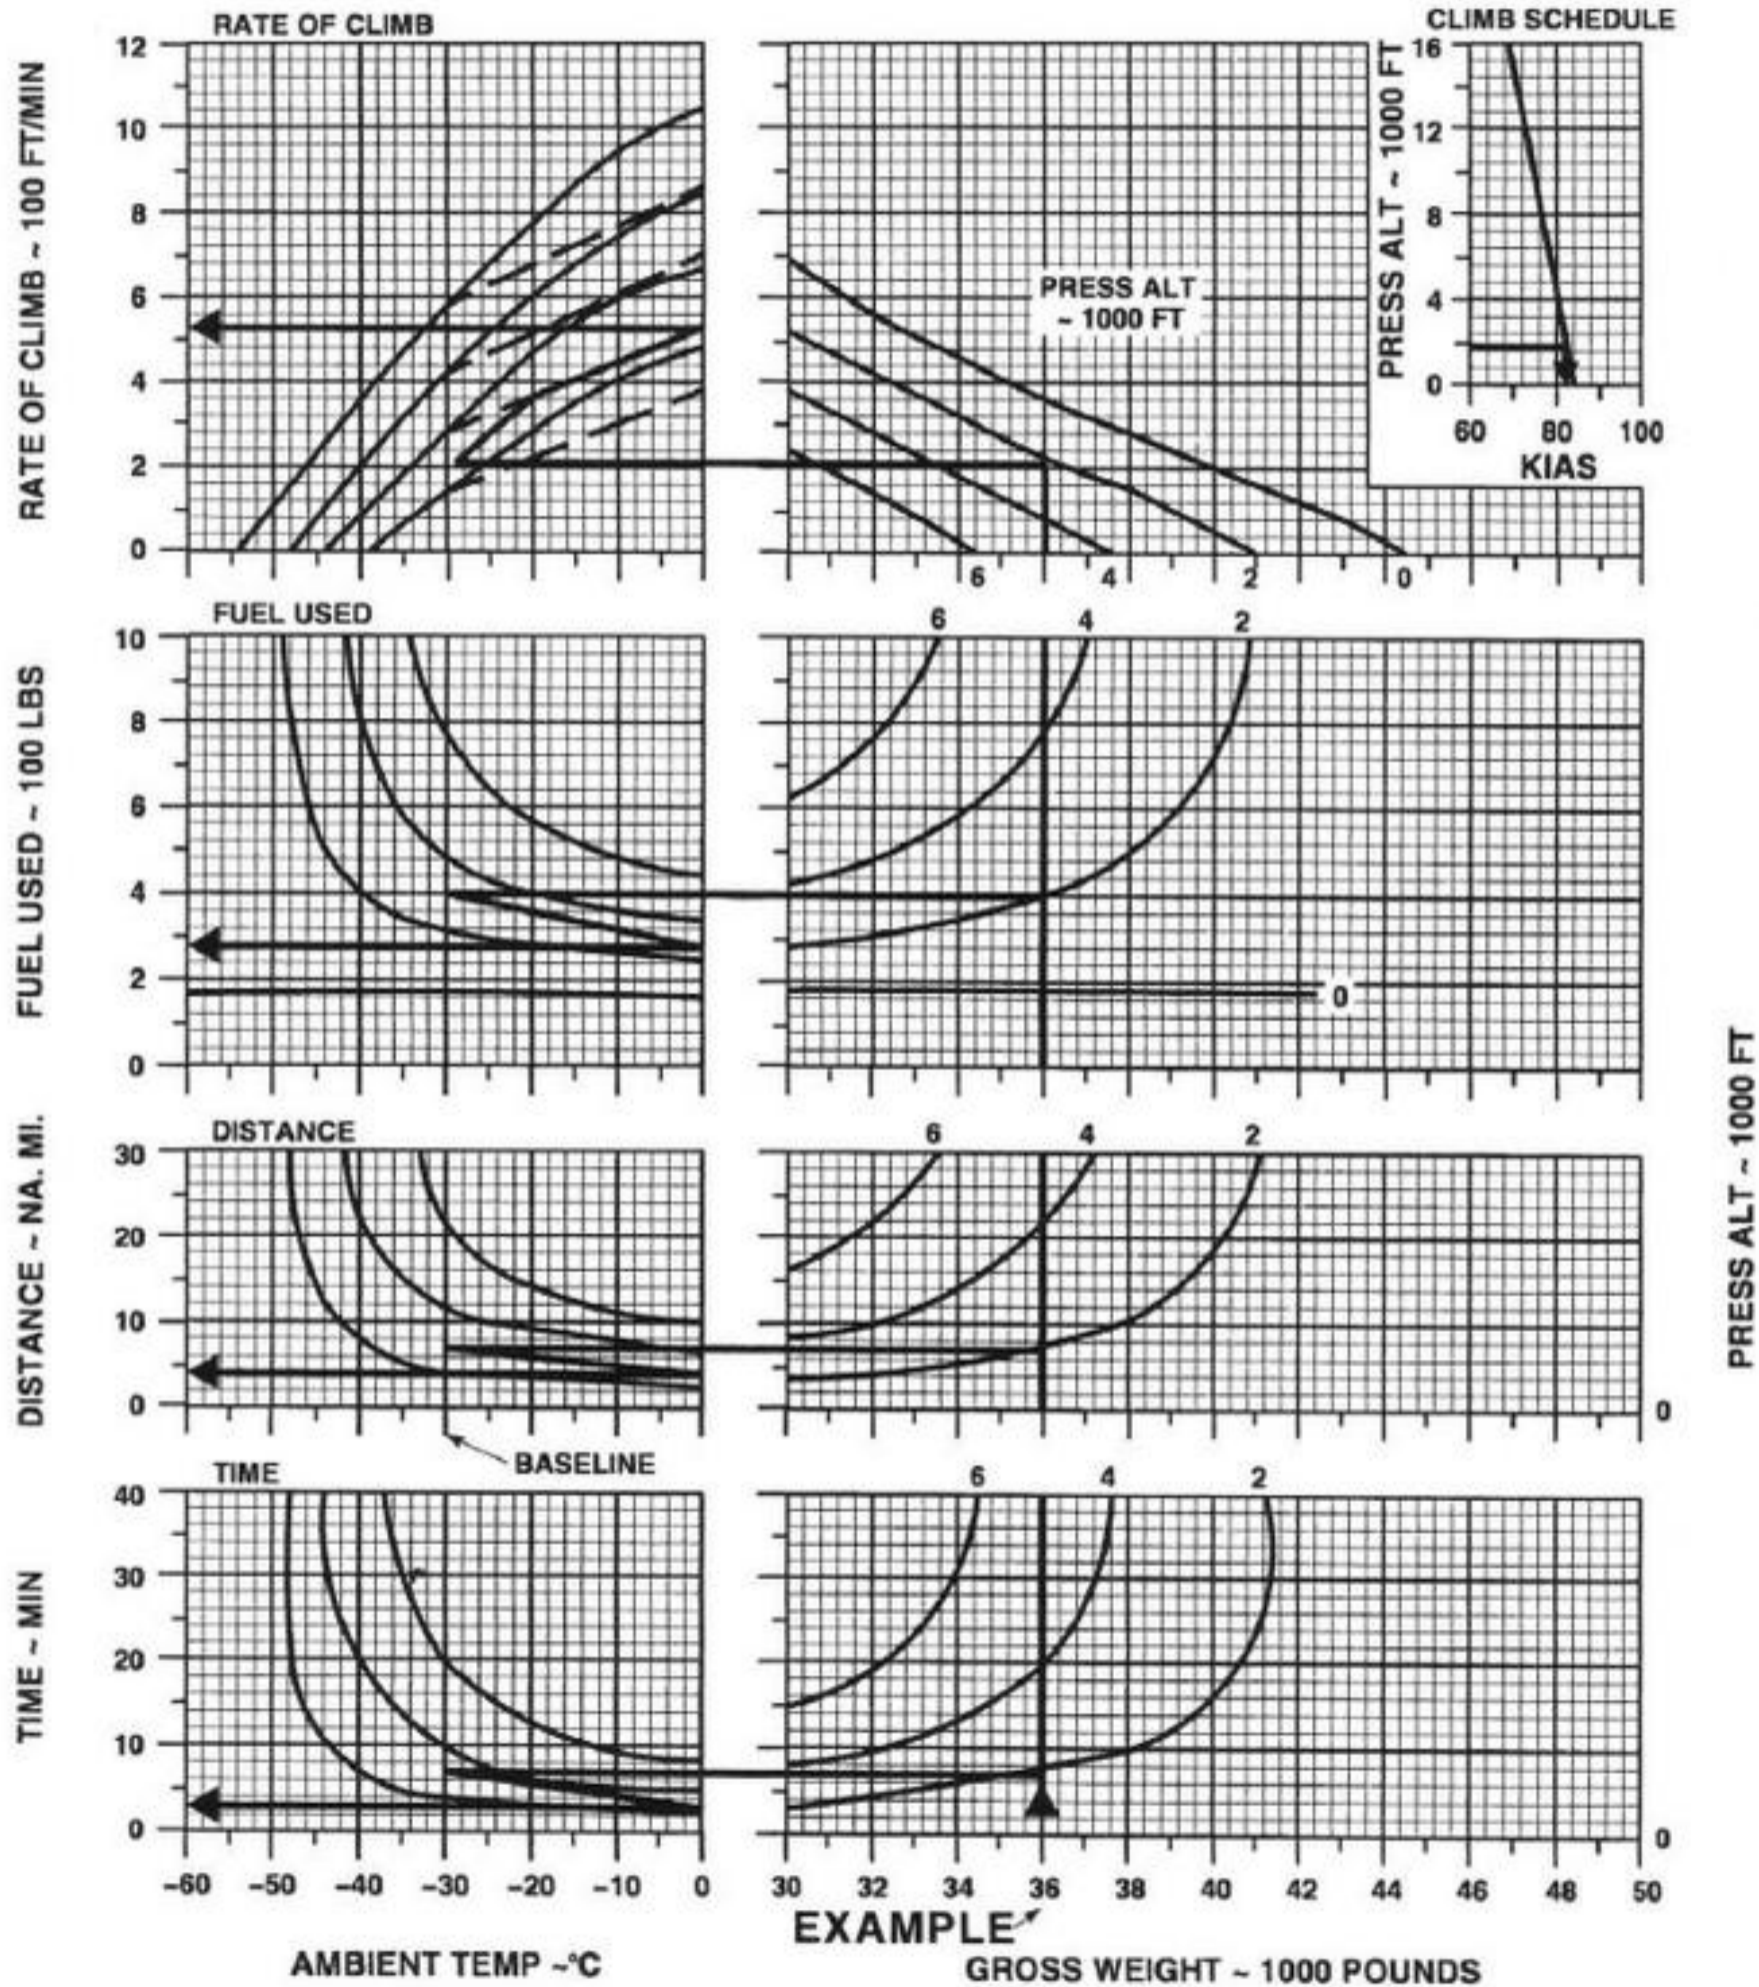 RATE OF CLIMB
CLIMB SCHEDULE
RATE OF CLIMB ~ 100 FT/MIN
12
10
8
6
4
2
0
PRESS ALT
~ 1000 FT
6 4 2 0
PRESS ALT ~ 1000 FT
16
12
8
4
0
60 80 100
KIAS
FUEL USED
FUEL USED ~ 100 LBS
10
8
6
4
2
0
6 4 2
0
DISTANCE
DISTANCE ~ NA. MI.
30
20
10
0
6 4 2
0
PRESS ALT ~ 1000 FT
BASELINE
TIME
TIME ~ MIN
40
30
20
10
0
6 4 2
0
-60 -50 -40 -30 -20 -10 0
30 32 34 36 38 40 42 44 46 48 50
EXAMPLE
AMBIENT TEMP ~°C
GROSS WEIGHT ~ 1000 POUNDS